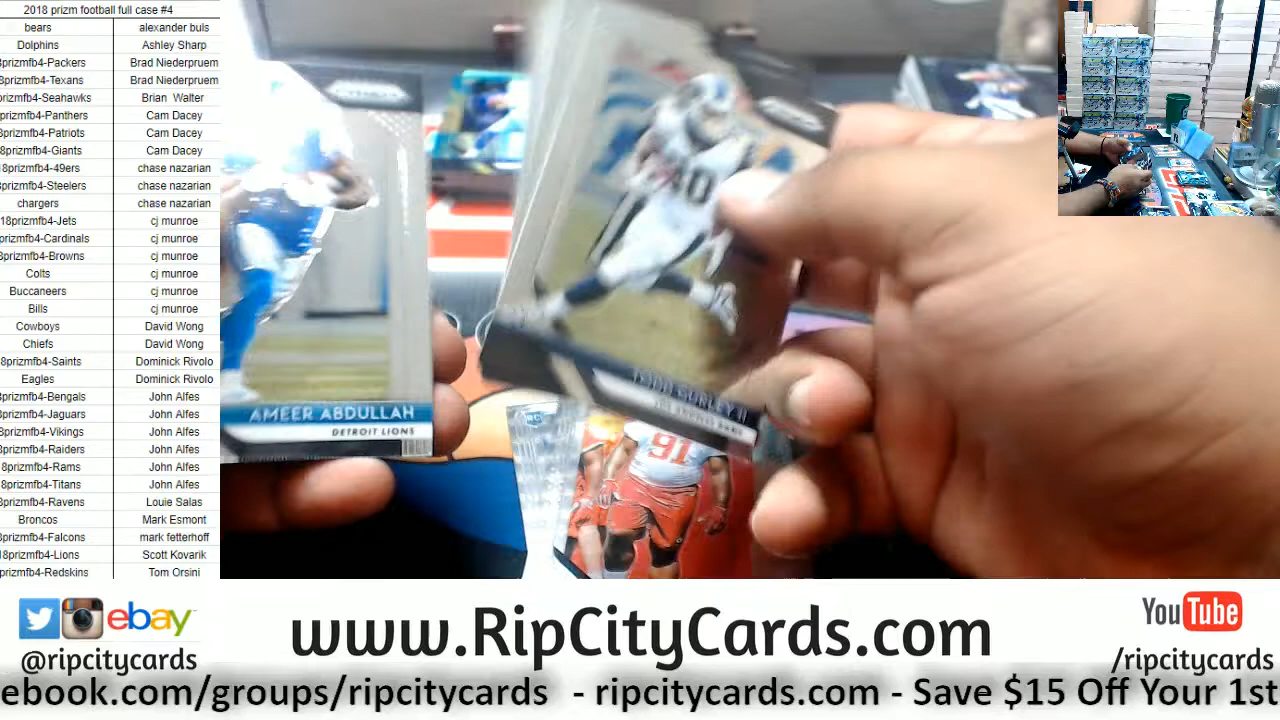 2018 prizm football full case #4
bears alexander buls
Dolphins Ashley Sharp
8prizmfb4-Packers Brad Niederpruem
8prizmfb4-Texans Brad Niederpruem
prizmfb4-Seahawks Brian Walter
prizmfb4-Panthers Cam Dacey
prizmfb4-Patriots Cam Dacey
8prizmfb4-Giants Cam Dacey
18prizmfb4-49ers chase nazarian
prizmfb4-Steelers chase nazarian
chargers chase nazarian
18prizmfb4-Jets cj munroe
prizmfb4-Cardinals cj munroe
8prizmfb4-Browns cj munroe
Colts cj munroe
Buccaneers cj munroe
Bills cj munroe
Cowboys David Wong
Chiefs David Wong
8prizmfb4-Saints Dominick Rivolo
Eagles Dominick Rivolo
8prizmfb4-Bengals John Alfes
8prizmfb4-Jaguars John Alfes
8prizmfb4-Vikings John Alfes
8prizmfb4-Raiders John Alfes
8prizmfb4-Rams John Alfes
8prizmfb4-Titans John Alfes
8prizmfb4-Ravens Louie Salas
Broncos Mark Esmont
8prizmfb4-Falcons mark fetterhoff
18prizmfb4-Lions Scott Kovarik
prizmfb4-Redskins Tom Orsini
AMEER ABDULLAH
DETROIT LIONS
TODD GURLEY II
RC
91
ebay
@ripcitycards
www.RipCityCards.com
YouTube
/ripcitycards
ebook.com/groups/ripcitycards - ripcitycards.com - Save $15 Off Your 1st